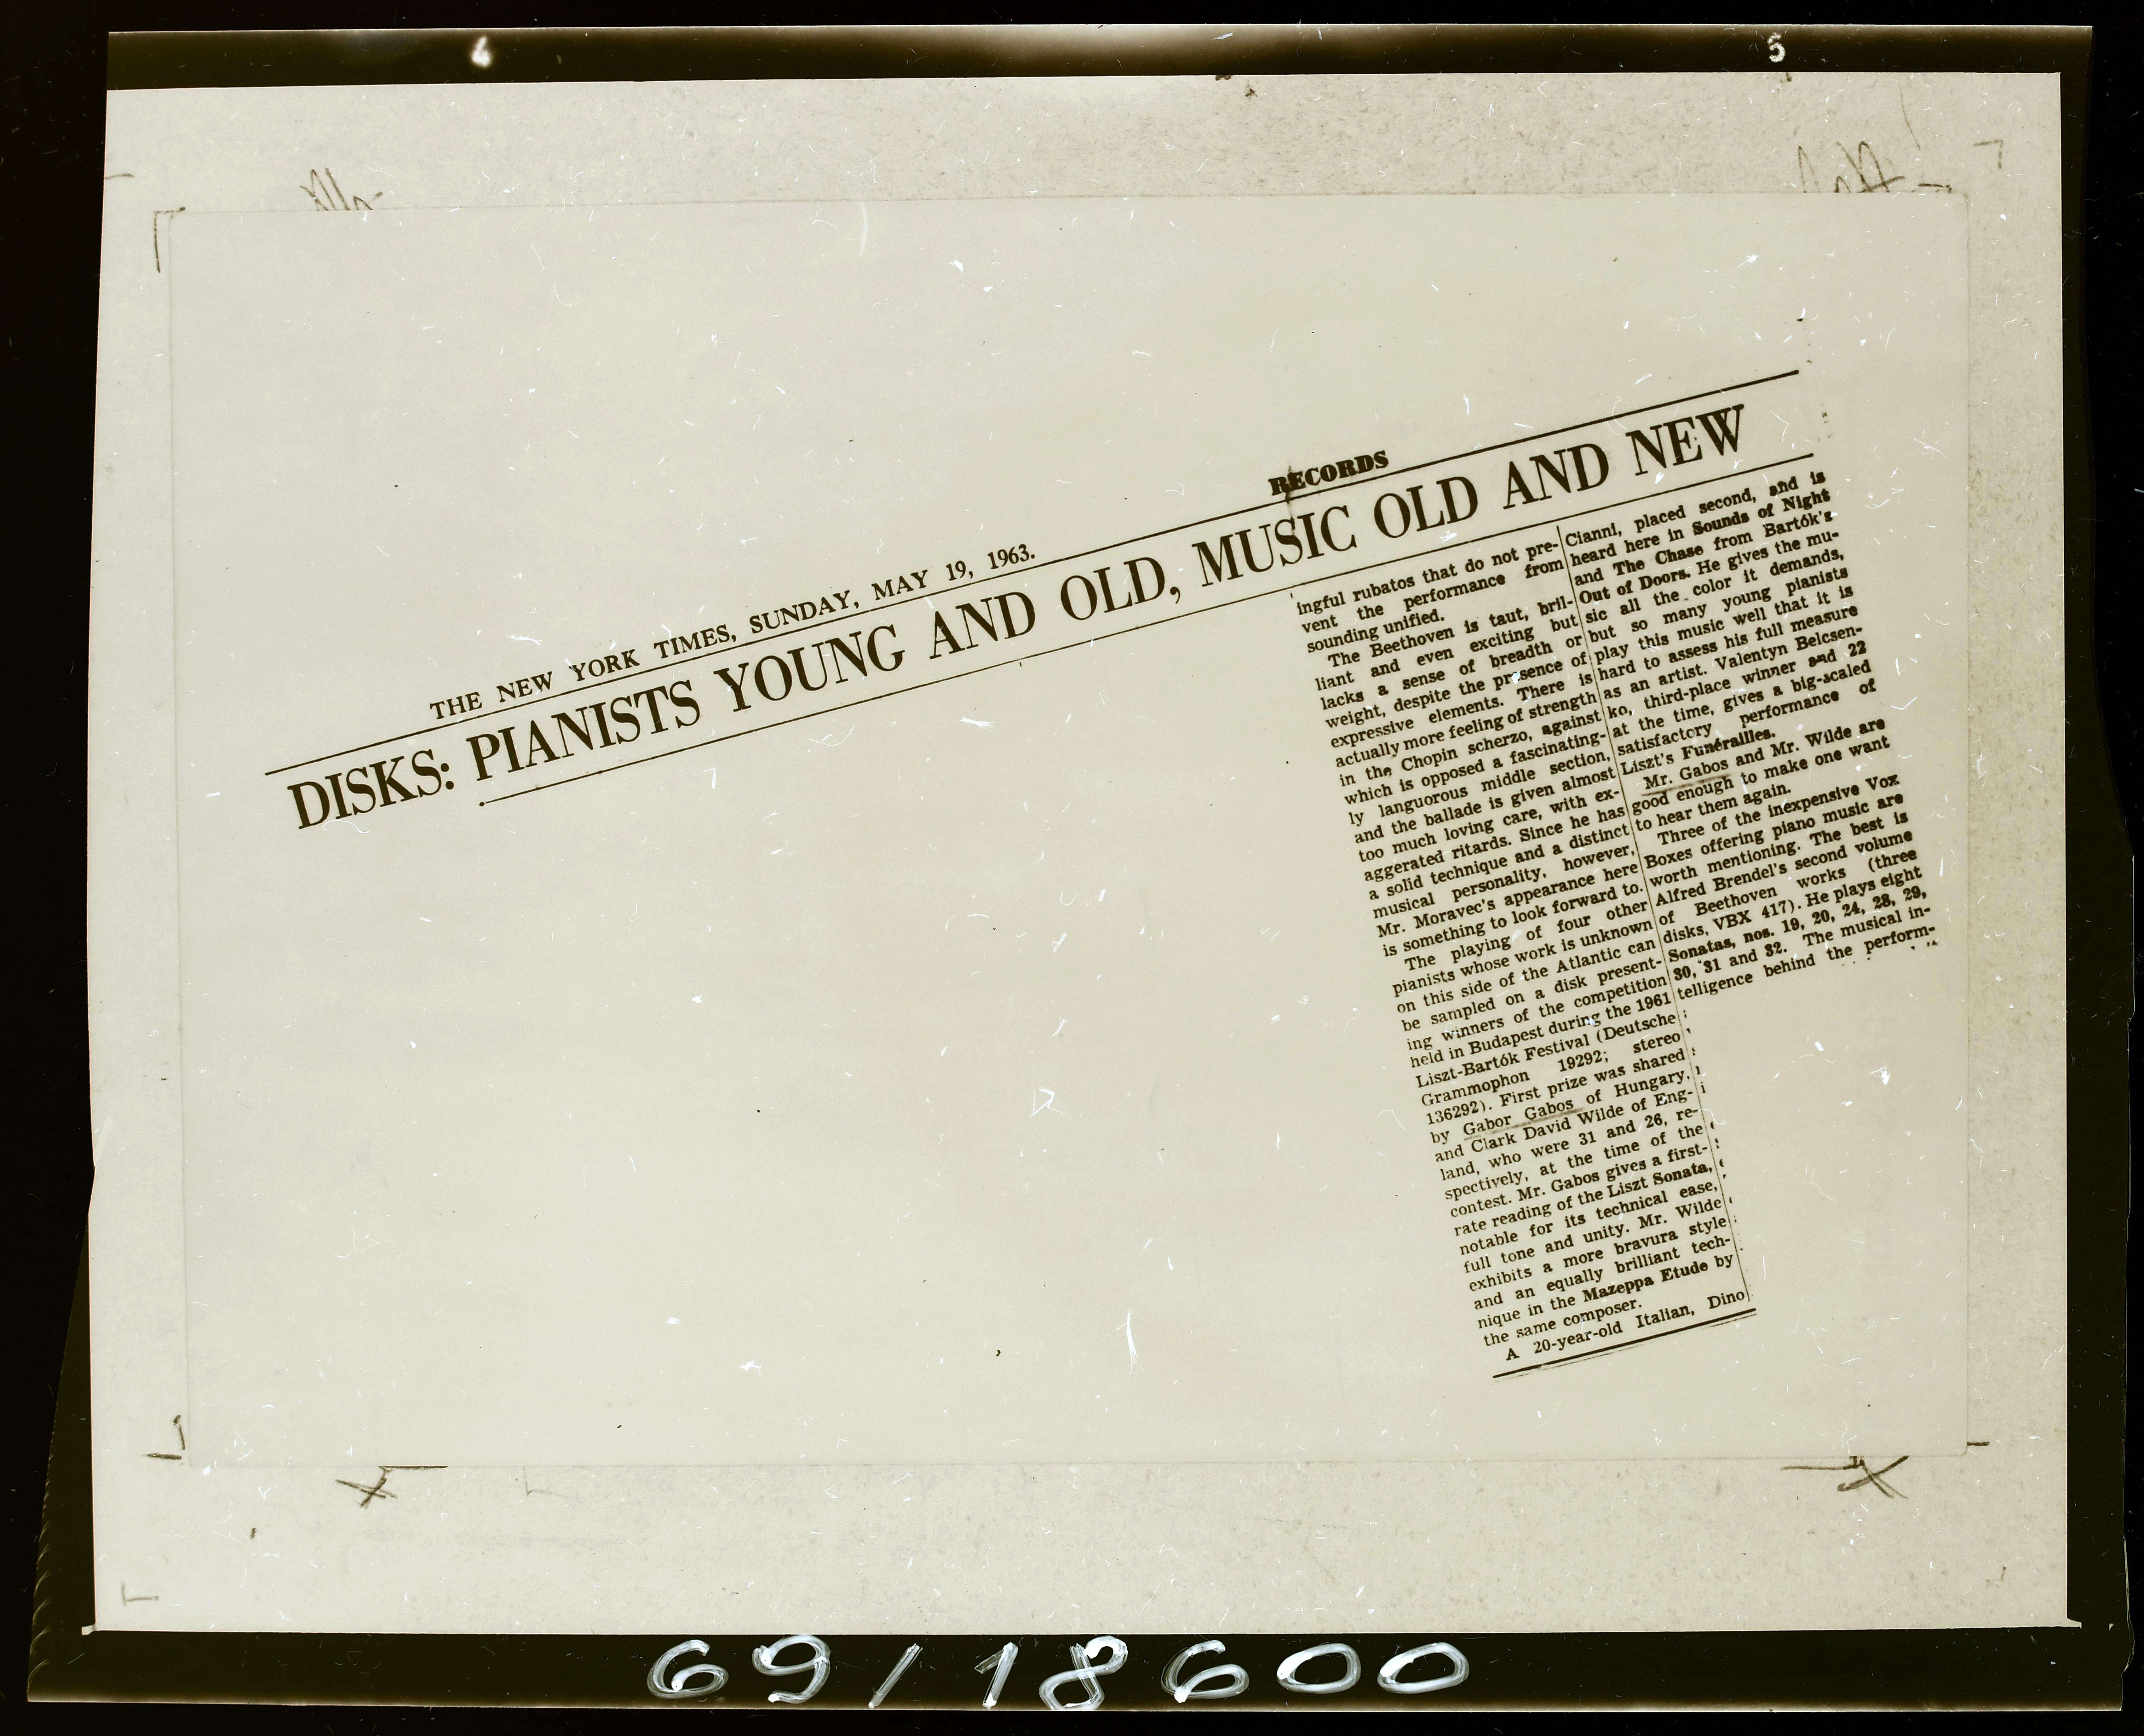 6
5
RECORDS
THE NEW YORK TIMES, SUNDAY, MAY 19, 1963.
DISKS: PIANISTS YOUNG AND OLD, MUSIC OLD AND NEW
ingful rubatos that do not pre-
vent the performance from
sounding unified.
The Beethoven is taut, bril-
liant and even exciting but
lacks a sense of breadth or
weight, despite the presence of
expressive elements. There is
actually more feeling of strength
in the Chopin scherzo, against
which is opposed a fascinating-
ly languorous middle section,
and the ballade is given almost
too much loving care, with ex-
aggerated ritards. Since he has
a solid technique and a distinct
musical personality, however,
Mr. Moravec's appearance here
is something to look forward to.
The playing of four other
pianists whose work is unknown
on this side of the Atlantic can
be sampled on a disk present-
ing winners of the competition
held in Budapest during the 1961
Liszt-Bartók Festival (Deutsche
Grammophon 19292; stereo
136292). First prize was shared
by Gabor Gabos of Hungary,
and Clark David Wilde of Eng-
land, who were 31 and 26, re-
spectively, at the time of the
contest. Mr. Gabos gives a first-
rate reading of the Liszt Sonata,
notable for its technical ease,
full tone and unity. Mr. Wilde
exhibits a more bravura style
and an equally brilliant tech-
nique in the Mazeppa Etude by
the same composer.
A 20-year-old Italian, Dino
Cianni, placed second, and is
heard here in Sounds of Night
and The Chase from Bartók's
Out of Doors. He gives the mu-
sic all the color it demands,
but so many young pianists
play this music well that it is
hard to assess his full measure
as an artist. Valentyn Belcsen-
ko, third-place winner and 22
at the time, gives a big-scaled
satisfactory performance of
Liszt's Funérailles.
Mr. Gabos and Mr. Wilde are
good enough to make one want
to hear them again.
Three of the inexpensive Vox
Boxes offering piano music are
worth mentioning. The best is
Alfred Brendel's second volume
of Beethoven works (three
disks, VBX 417). He plays eight
Sonatas, nos. 19, 20, 24, 28, 29,
30, 31 and 32. The musical in-
telligence behind the perform-
69/18600